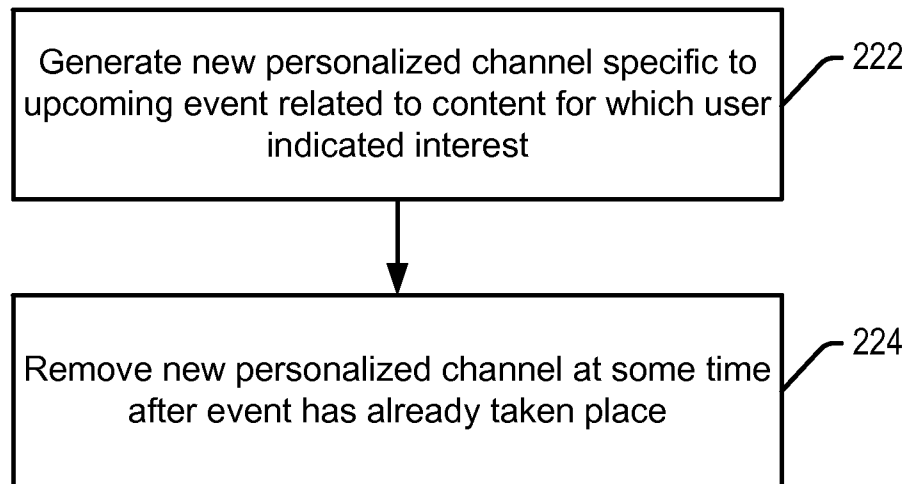 Generate new personalized channel specific to
upcoming event related to content for which user
indicated interest
222
Remove new personalized channel at some time
after event has already taken place
224